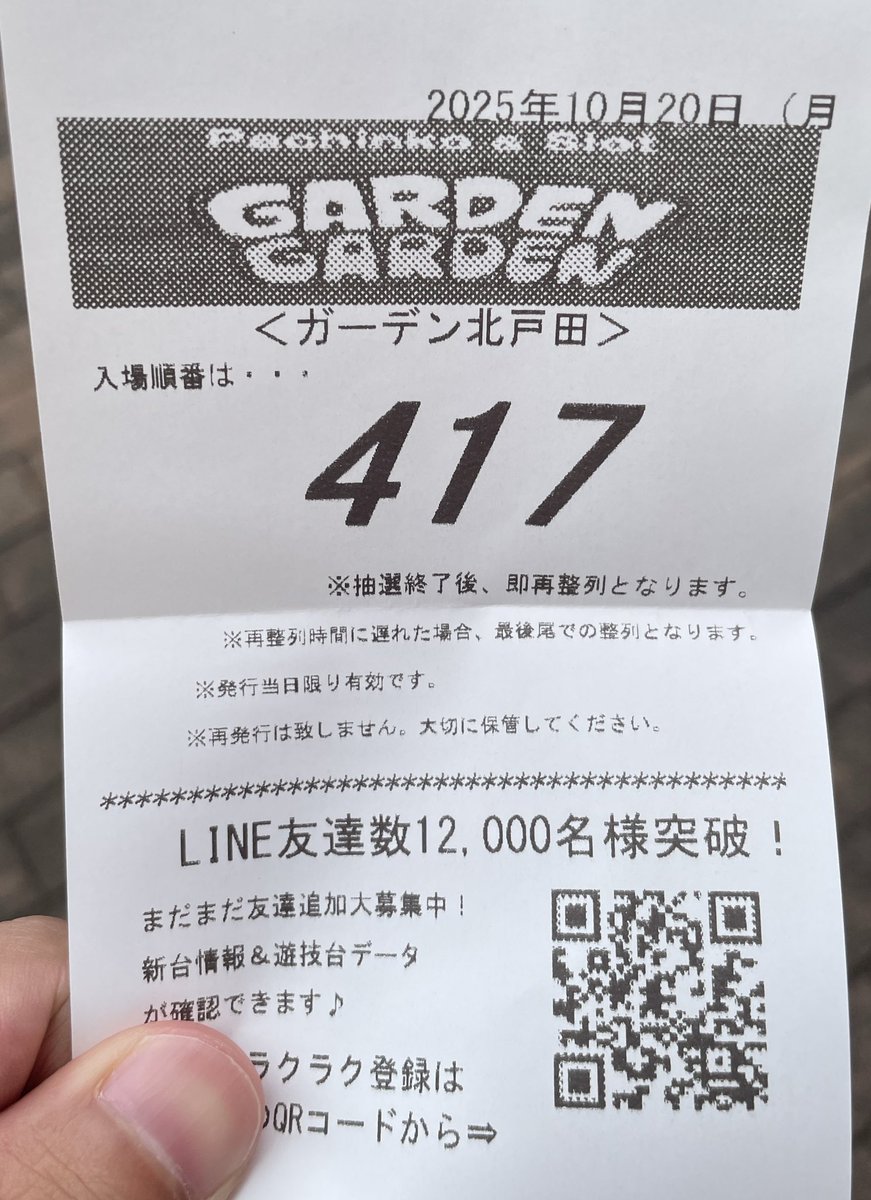 2025年10月20日 （月
Pachinko & Slot
GARDEN
GARDEN
＜ガーデン北戸田＞
入場順番は・・・
417
※抽選終了後、即再整列となります。
※再整列時間に遅れた場合、最後尾での整列となります。
※発行当日限り有効です。
※再発行は致しません。大切に保管してください。
****************************************
LINE友達数12,000名様突破！
まだまだ友達追加大募集中！
新台情報＆遊技台データ
が確認できます♪
ラクラク登録は
QRコードから⇒